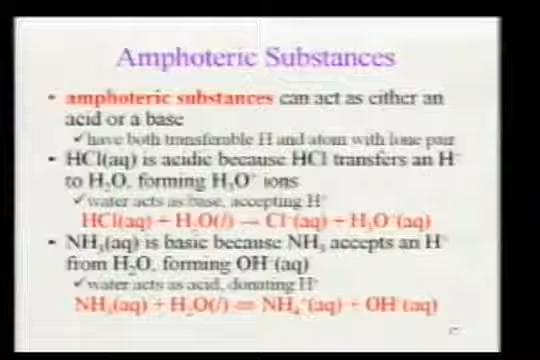 Amphoteric Substances
• amphoteric substances can act as either an
acid or a base
✓have both transferable H and atom with lone pair
• HCl(aq) is acidic because HCl transfers an H⁺
to H₂O, forming H₃O⁺ ions
✓water acts as base, accepting H⁺
HCl(aq) + H₂O(l) → Cl⁻(aq) + H₃O⁺(aq)
• NH₃(aq) is basic because NH₃ accepts an H⁺
from H₂O, forming OH⁻(aq)
✓water acts as acid, donating H⁺
NH₃(aq) + H₂O(l) ⇌ NH₄⁺(aq) + OH⁻(aq)